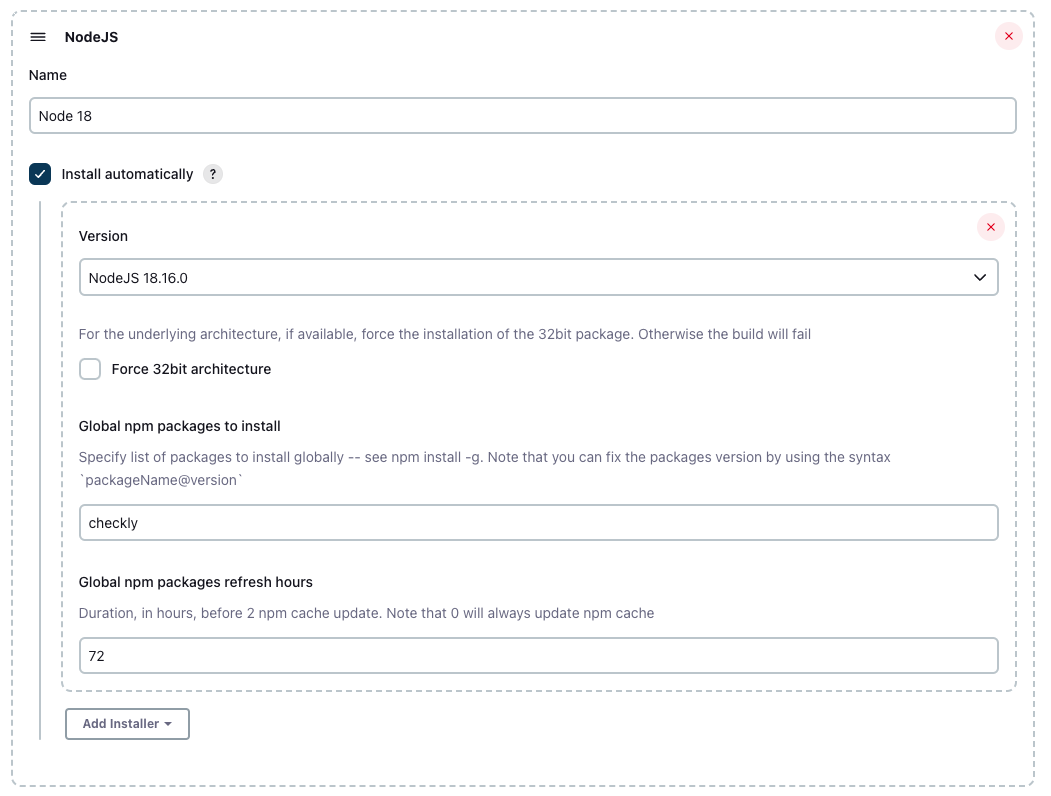 NodeJS
Name
Node 18
Install automatically ?
Version
NodeJS 18.16.0
For the underlying architecture, if available, force the installation of the 32bit package. Otherwise the build will fail
Force 32bit architecture
Global npm packages to install
Specify list of packages to install globally -- see npm install -g. Note that you can fix the packages version by using the syntax
`packageName@version`
checkly
Global npm packages refresh hours
Duration, in hours, before 2 npm cache update. Note that 0 will always update npm cache
72
Add Installer